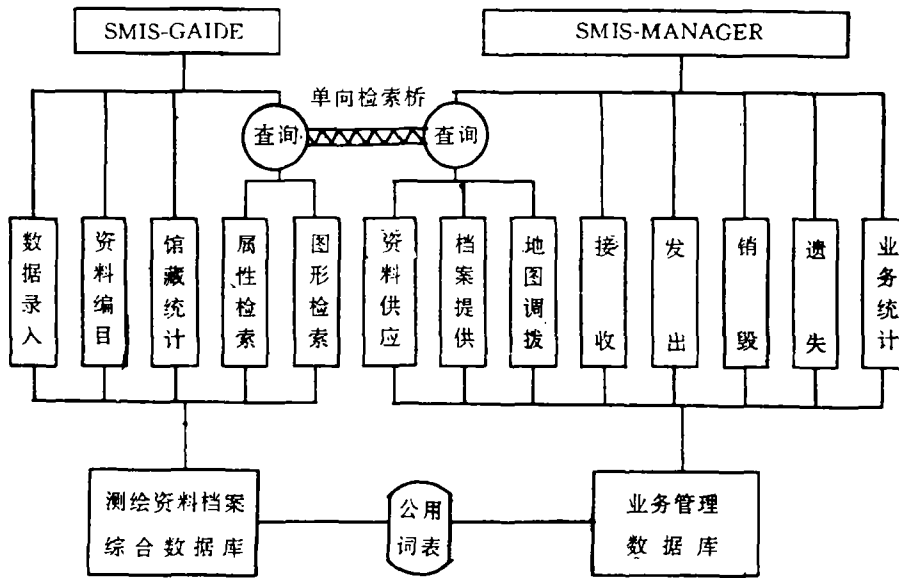 SMIS-GAIDE
SMIS-MANAGER
单向检索桥
查询
查询
数据录入
资料编目
馆藏统计
属性检索
图形检索
资料供应
档案提供
地图调拨
接收
发出
销毁
遗失
业务统计
测绘资料档案
综合数据库
公用
词表
业务管理
数据库